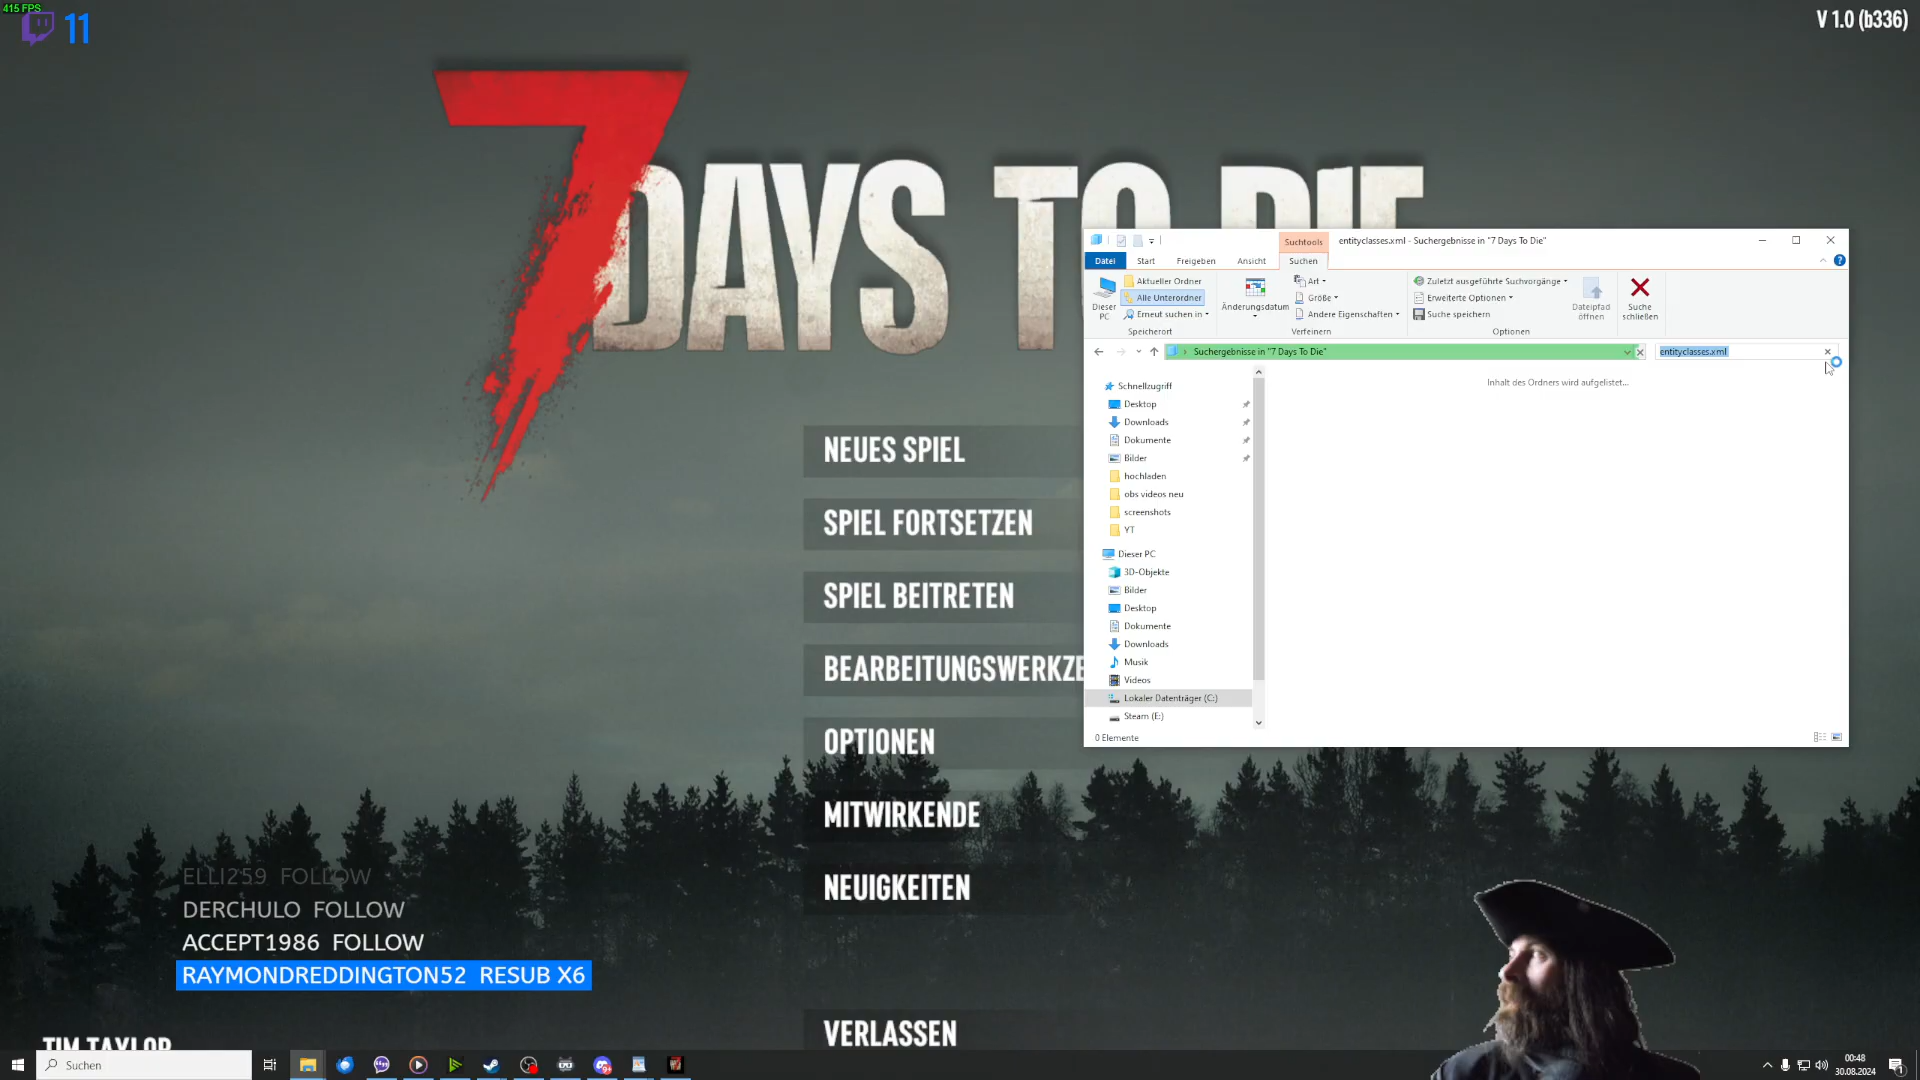 415 FPS
11
V 1.0 (b336)
7 DAYS TO DIE
NEUES SPIEL
SPIEL FORTSETZEN
SPIEL BEITRETEN
BEARBEITUNGSWERKZE
OPTIONEN
MITWIRKENDE
NEUIGKEITEN
VERLASSEN
Suchtools
entityclasses.xml - Suchergebnisse in "7 Days To Die"
Datei
Start
Freigeben
Ansicht
Suchen
Dieser PC
Aktueller Ordner
Alle Unterordner
Erneut suchen in
Speicherort
Änderungsdatum
Art
Größe
Andere Eigenschaften
Verfeinern
Zuletzt ausgeführte Suchvorgänge
Erweiterte Optionen
Suche speichern
Dateipfad öffnen
Optionen
Suche schließen
Suchergebnisse in "7 Days To Die"
entityclasses.xml
Inhalt des Ordners wird aufgelistet...
Schnellzugriff
Desktop
Downloads
Dokumente
Bilder
hochladen
obs videos neu
screenshots
YT
Dieser PC
3D-Objekte
Bilder
Desktop
Dokumente
Downloads
Musik
Videos
Lokaler Datenträger (C:)
Steam (E:)
0 Elemente
ELLI259 FOLLOW
DERCHULO FOLLOW
ACCEPT1986 FOLLOW
RAYMONDREDDINGTON52 RESUB X6
TIM TAYLOR
Suchen
00:48
30.08.2024